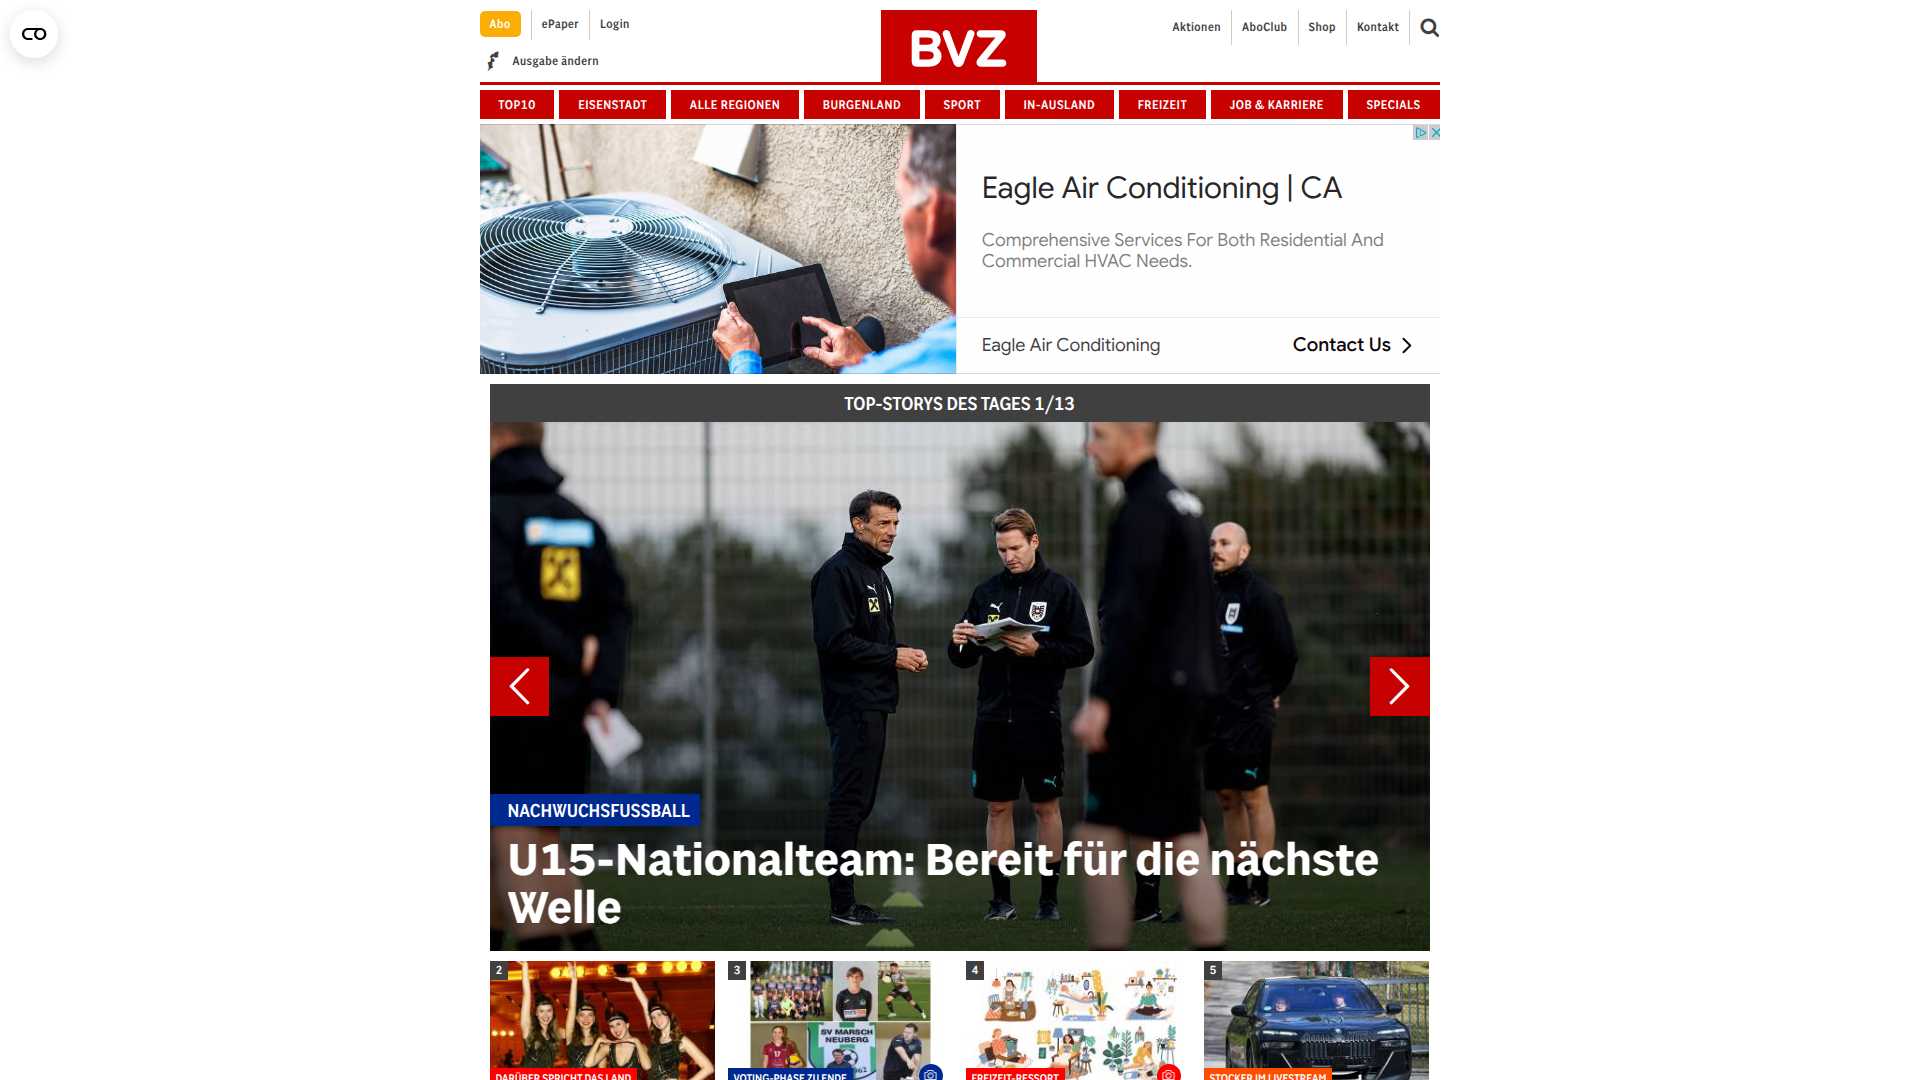 Abo
ePaper
Login
Ausgabe ändern
BVZ
Aktionen
AboClub
Shop
Kontakt
TOP10
EISENSTADT
ALLE REGIONEN
BURGENLAND
SPORT
IN-AUSLAND
FREIZEIT
JOB & KARRIERE
SPECIALS
Eagle Air Conditioning | CA
Comprehensive Services For Both Residential And
Commercial HVAC Needs.
Eagle Air Conditioning
Contact Us
TOP-STORYS DES TAGES 1/13
NACHWUCHSFUSSBALL
U15-Nationalteam: Bereit für die nächste
Welle
2
DARÜBER SPRICHT DAS LAND
3
SV MARSCH
NEUBERG
VOTING-PHASE ZU ENDE
4
FREIZEIT-RESSORT
5
STOCKER IM LIVESTREAM